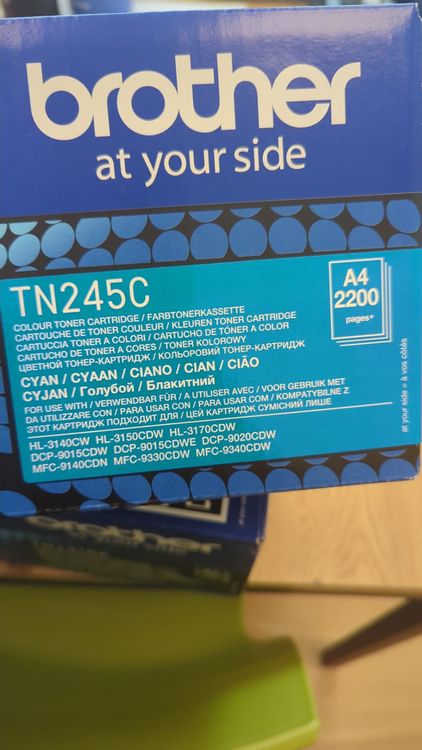 brother
at your side
TN245C
COLOUR TONER CARTRIDGE / FARBTONERKASSETTE
CARTOUCHE DE TONER COULEUR / KLEUREN TONER CARTRIDGE
CARTUCCIA TONER A COLORI / CARTUCHO DE TÓNER A COLOR
CARTUCHO DE TONER A CORES / TONER KOLOROWY
ЦВЕТНОЙ ТОНЕР-КАРТРИДЖ / КОЛЬОРОВИЙ ТОНЕР-КАРТРИДЖ
CYAN / CYAAN / CIANO / CIAN / CIÃO
CYJAN / Голубой / Блакитний
FOR USE WITH / VERWENDBAR FÜR / A UTILISER AVEC / VOOR GEBRUIK MET
DA UTILIZZARE CON / PARA USAR CON / PARA USAR COM / KOMPATYBILNE Z
ЭТОТ КАРТРИДЖ ПОДХОДИТ ДЛЯ / ЦЕЙ КАРТРИДЖ СУМІСНИЙ ЛИШЕ
HL-3140CW HL-3150CDW HL-3170CDW
DCP-9015CDW DCP-9015CDWE DCP-9020CDW
MFC-9140CDN MFC-9330CDW MFC-9340CDW
A4
2200
pages*
at your side = à vos côtés
brother
at your side